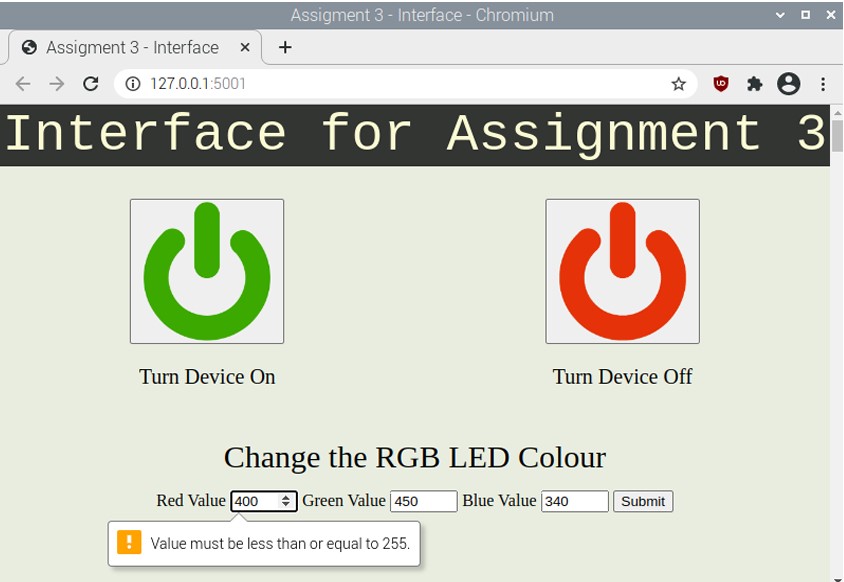 Assigment 3 - Interface - Chromium
Assigment 3 - Interface
127.0.0.1:5001
Interface for Assignment 3
Turn Device On
Turn Device Off
Change the RGB LED Colour
Red Value 400 Green Value 450 Blue Value 340 Submit
! Value must be less than or equal to 255.